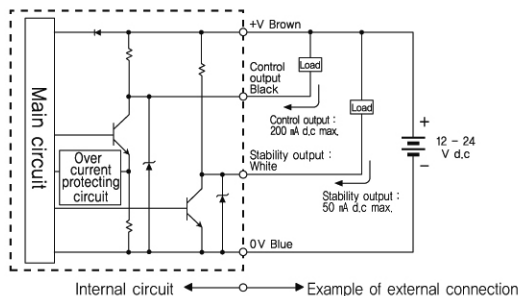 +V Brown
Control
output
Black
Load
Load
Main circuit
Control output :
200 mA d,c max,
+
12 - 24
V d,c
−
Over
current
protecting
circuit
Stability output :
White
Stability output :
50 mA d,c max,
0V Blue
Internal circuit
Example of external connection